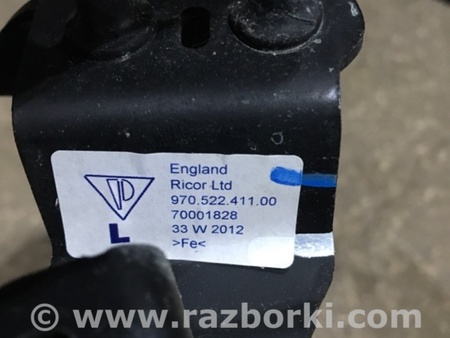 England
Ricor Ltd
970.522.411.00
70001828
33 W 2012
>Fe<
L
© www.razborki.com